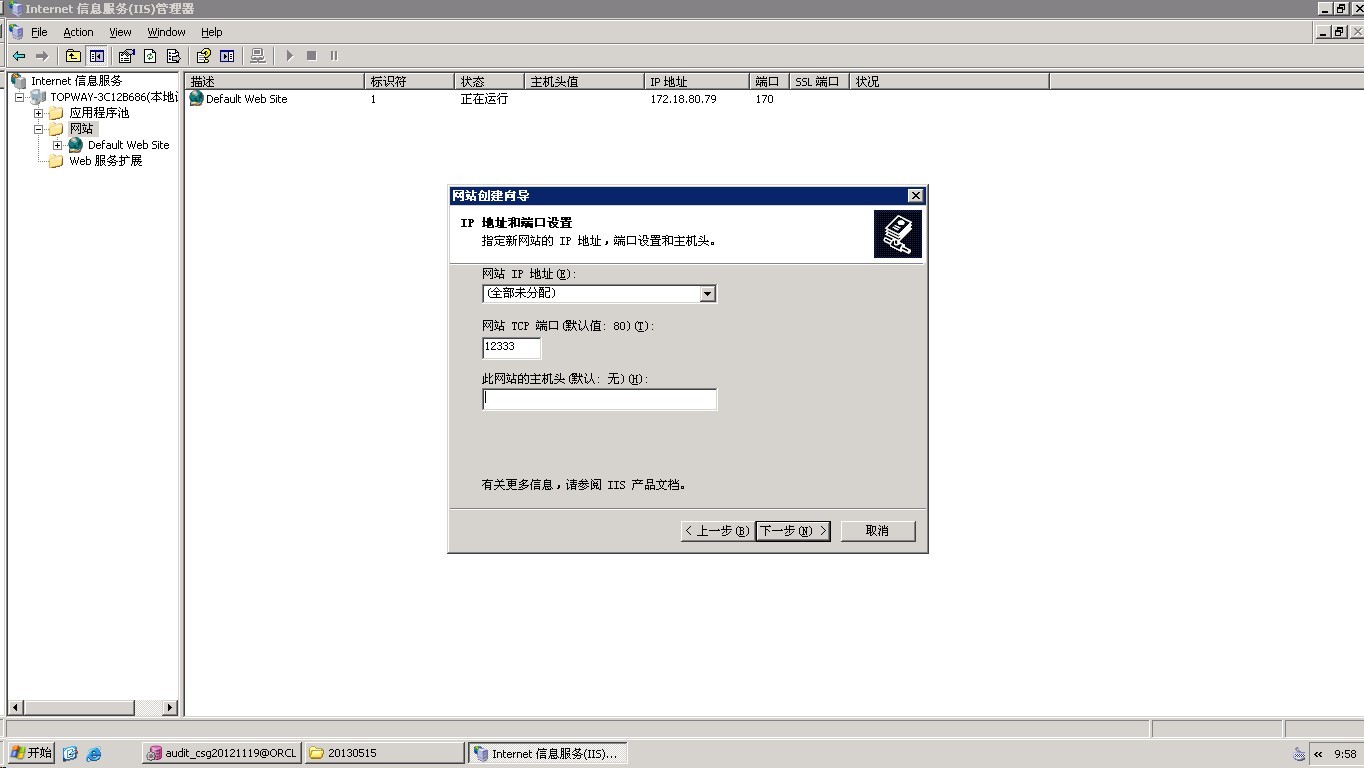 Internet 信息服务(IIS)管理器
File Action View Window Help
Internet 信息服务
TOPWAY-3C12B686(本地计
应用程序池
网站
Default Web Site
Web 服务扩展
描述 标识符 状态 主机头值 IP 地址 端口 SSL 端口 状况
Default Web Site 1 正在运行 172.18.80.79 170
网站创建向导
IP 地址和端口设置
指定新网站的 IP 地址，端口设置和主机头。
网站 IP 地址(E):
(全部未分配)
网站 TCP 端口(默认值: 80)(T):
12333
此网站的主机头(默认: 无)(H):
有关更多信息，请参阅 IIS 产品文档。
< 上一步(B) 下一步(N) > 取消
开始 audit_csg20121119@ORCL 20130515 Internet 信息服务(IIS)... « 9:58